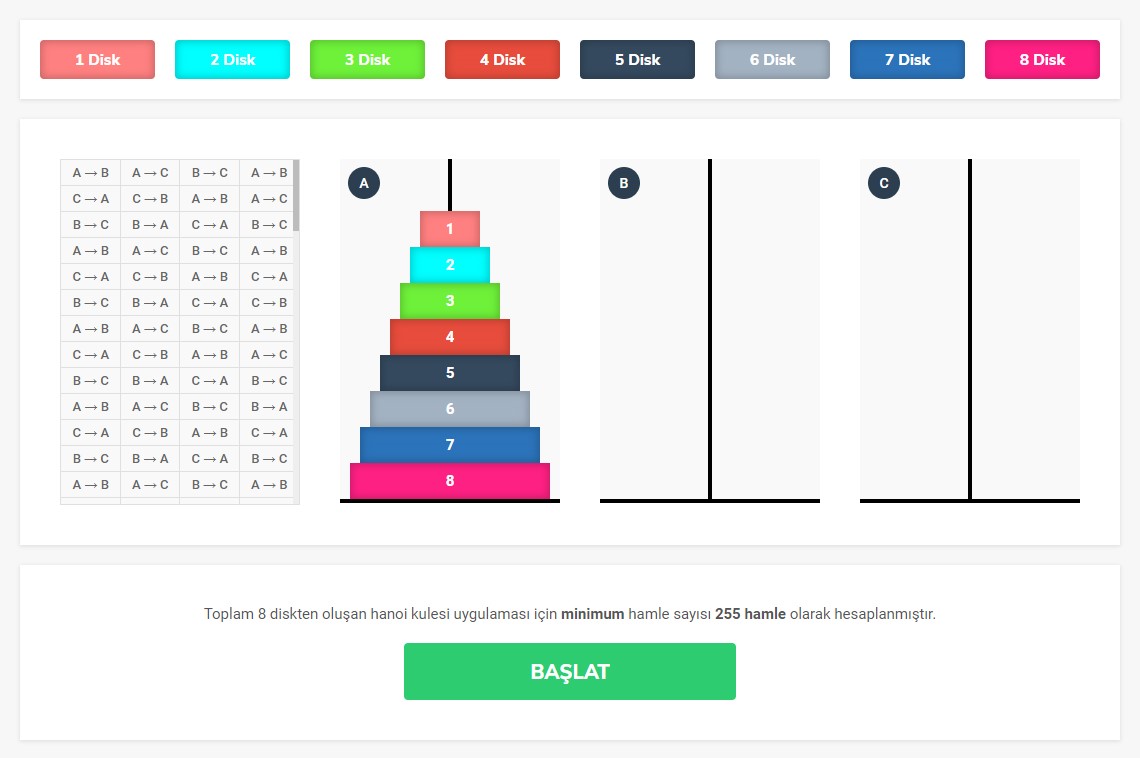 1 Disk 2 Disk 3 Disk 4 Disk 5 Disk 6 Disk 7 Disk 8 Disk
A → B A → C B → C A → B
C → A C → B A → B A → C
B → C B → A C → A B → C
A → B A → C B → C A → B
C → A C → B A → B C → A
B → C B → A C → A C → B
A → B A → C B → C A → B
C → A C → B A → B A → C
B → C B → A C → A B → C
A → B A → C B → C B → A
C → A C → B A → B C → A
B → C B → A C → A B → C
A → B A → C B → C A → B
A
1
2
3
4
5
6
7
8
B
C
Toplam 8 diskten oluşan hanoi kulesi uygulaması için minimum hamle sayısı 255 hamle olarak hesaplanmıştır.
BAŞLAT